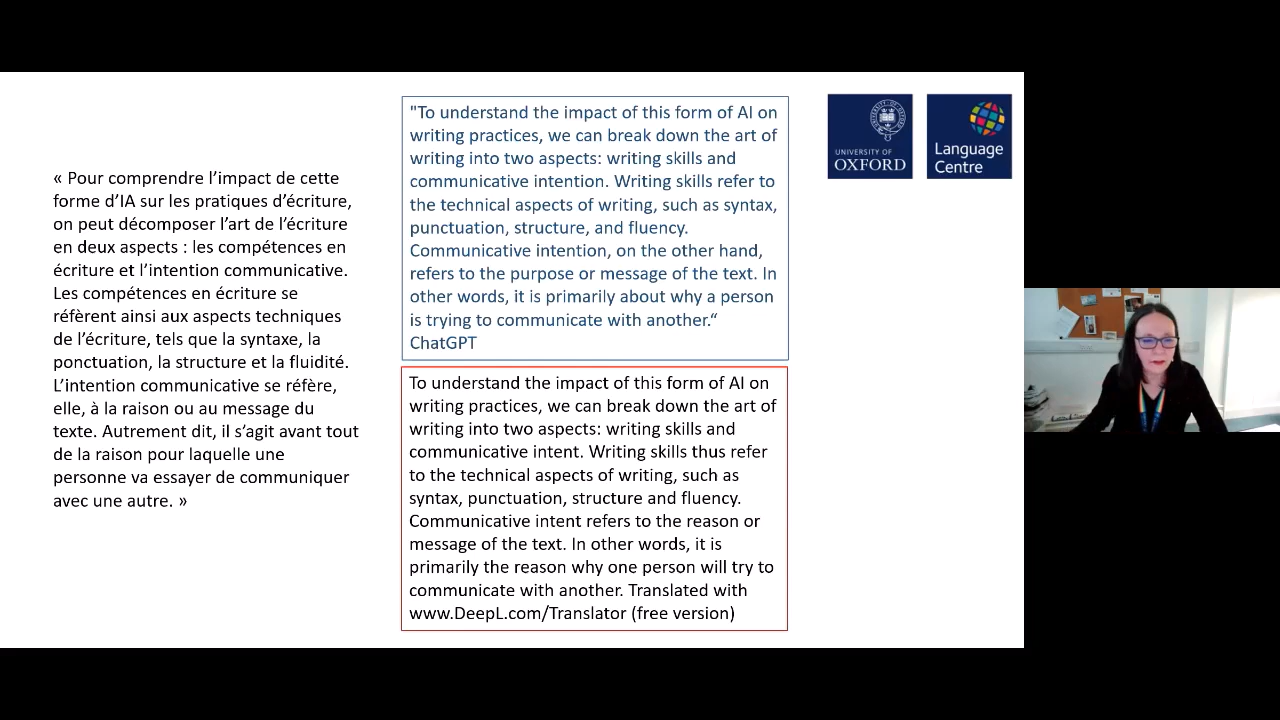 « Pour comprendre l’impact de cette
forme d’IA sur les pratiques d’écriture,
on peut décomposer l’art de l’écriture
en deux aspects : les compétences en
écriture et l’intention communicative.
Les compétences en écriture se
réfèrent ainsi aux aspects techniques
de l’écriture, tels que la syntaxe, la
ponctuation, la structure et la fluidité.
L’intention communicative se réfère,
elle, à la raison ou au message du
texte. Autrement dit, il s’agit avant tout
de la raison pour laquelle une
personne va essayer de communiquer
avec une autre. »
"To understand the impact of this form of AI on
writing practices, we can break down the art of
writing into two aspects: writing skills and
communicative intention. Writing skills refer to
the technical aspects of writing, such as syntax,
punctuation, structure, and fluency.
Communicative intention, on the other hand,
refers to the purpose or message of the text. In
other words, it is primarily about why a person
is trying to communicate with another.“
ChatGPT
To understand the impact of this form of AI on
writing practices, we can break down the art of
writing into two aspects: writing skills and
communicative intent. Writing skills thus refer
to the technical aspects of writing, such as
syntax, punctuation, structure and fluency.
Communicative intent refers to the reason or
message of the text. In other words, it is
primarily the reason why one person will try to
communicate with another. Translated with
www.DeepL.com/Translator (free version)
UNIVERSITY OF
OXFORD
Language
Centre